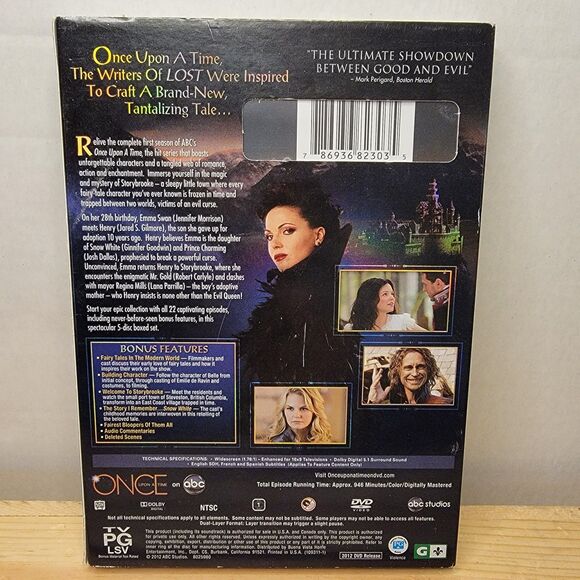 Once Upon A Time,
The Writers Of LOST Were Inspired
To Craft A Brand-New,
Tantalizing Tale...
"THE ULTIMATE SHOWDOWN
BETWEEN GOOD AND EVIL"
– Mark Perigard, Boston Herald
7 86936 82303 5
Relive the complete first season of ABC's
Once Upon A Time, the hit series that boasts
unforgettable characters and a tangled web of romance,
action and enchantment. Immerse yourself in the magic
and mystery of Storybrooke – a sleepy little town where every
fairy-tale character you've ever known is frozen in time and
trapped between two worlds, victims of an evil curse.
On her 28th birthday, Emma Swan (Jennifer Morrison)
meets Henry (Jared S. Gilmore), the son she gave up for
adoption 10 years ago. Henry believes Emma is the daughter
of Snow White (Ginnifer Goodwin) and Prince Charming
(Josh Dallas), prophesied to break a powerful curse.
Unconvinced, Emma returns Henry to Storybrooke, where she
encounters the enigmatic Mr. Gold (Robert Carlyle) and clashes
with mayor Regina Mills (Lana Parrilla) – the boy's adoptive
mother – who Henry insists is none other than the Evil Queen!
Start your epic collection with all 22 captivating episodes,
including never-before-seen bonus features, in this
spectacular 5-disc boxed set.
BONUS FEATURES
• Fairy Tales In The Modern World – Filmmakers and
cast discuss their early love of fairy tales and how it
inspires their work on the show.
• Building Character – Follow the character of Belle from
initial concept, through casting of Emilie de Ravin and
costumes, to filming.
• Welcome To Storybrooke – Meet the residents and
watch the small port town of Steveston, British Columbia,
transform into an East Coast village trapped in time.
• The Story I Remember...Snow White – The cast's
childhood memories are interwoven in this retelling of
the beloved tale.
• Fairest Bloopers Of Them All
• Audio Commentaries
• Deleted Scenes
TECHNICAL SPECIFICATIONS: • Widescreen (1.78:1) • Enhanced for 16x9 Televisions • Dolby Digital 5.1 Surround Sound
• English SDH, French and Spanish Subtitles (Applies To Feature Content Only)
ONCE UPON A TIME on abc
Visit Onceuponatimeondvd.com
Total Episode Running Time: Approx. 946 Minutes/Color/Digitally Mastered
DOLBY DIGITAL NTSC 1 DVD VIDEO abc studios
Not all technical specifications apply to all elements. Some content may not be subtitled. Some players may not be able to access all features.
Dual-Layer Format: Layer transition may trigger a slight pause.
TV
PG
LSV
Bonus Material Not Rated
2012 DVD Release
Violence
G
© 2012 ABC Studios
Printed in U.S.A.